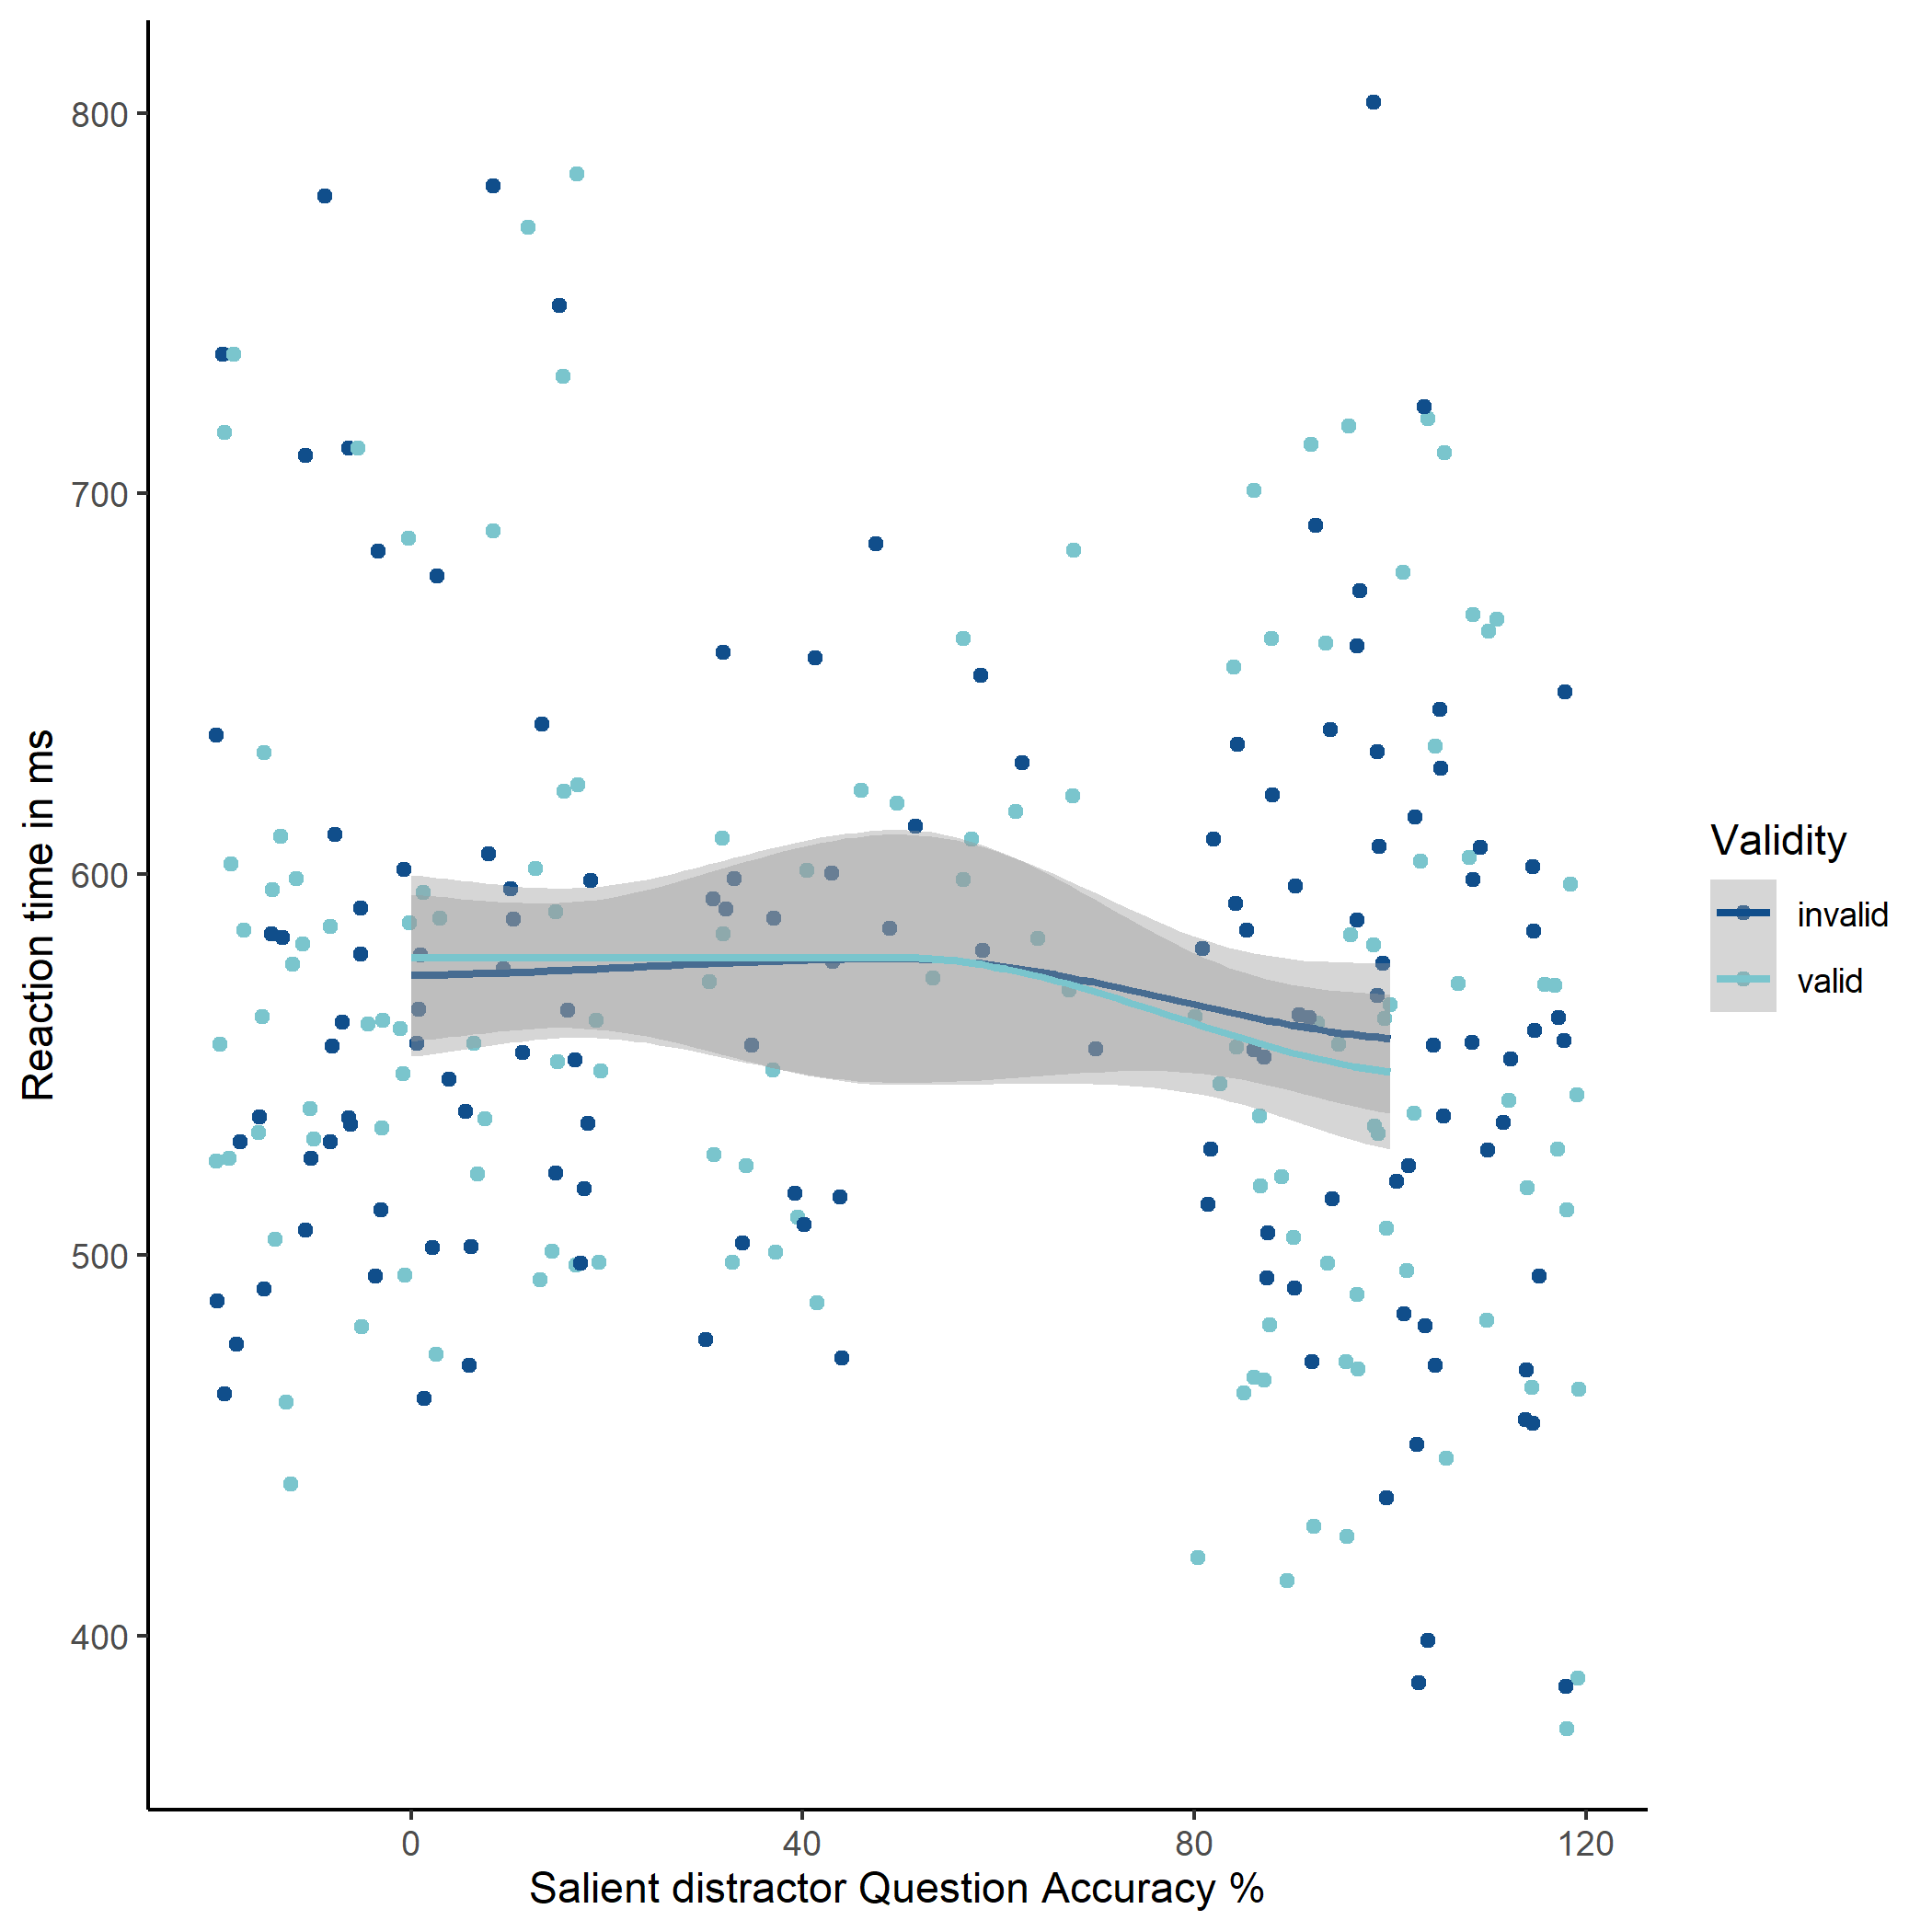 800
700
600
500
400
Reaction time in ms
0 40 80 120
Salient distractor Question Accuracy %
Validity
invalid
valid